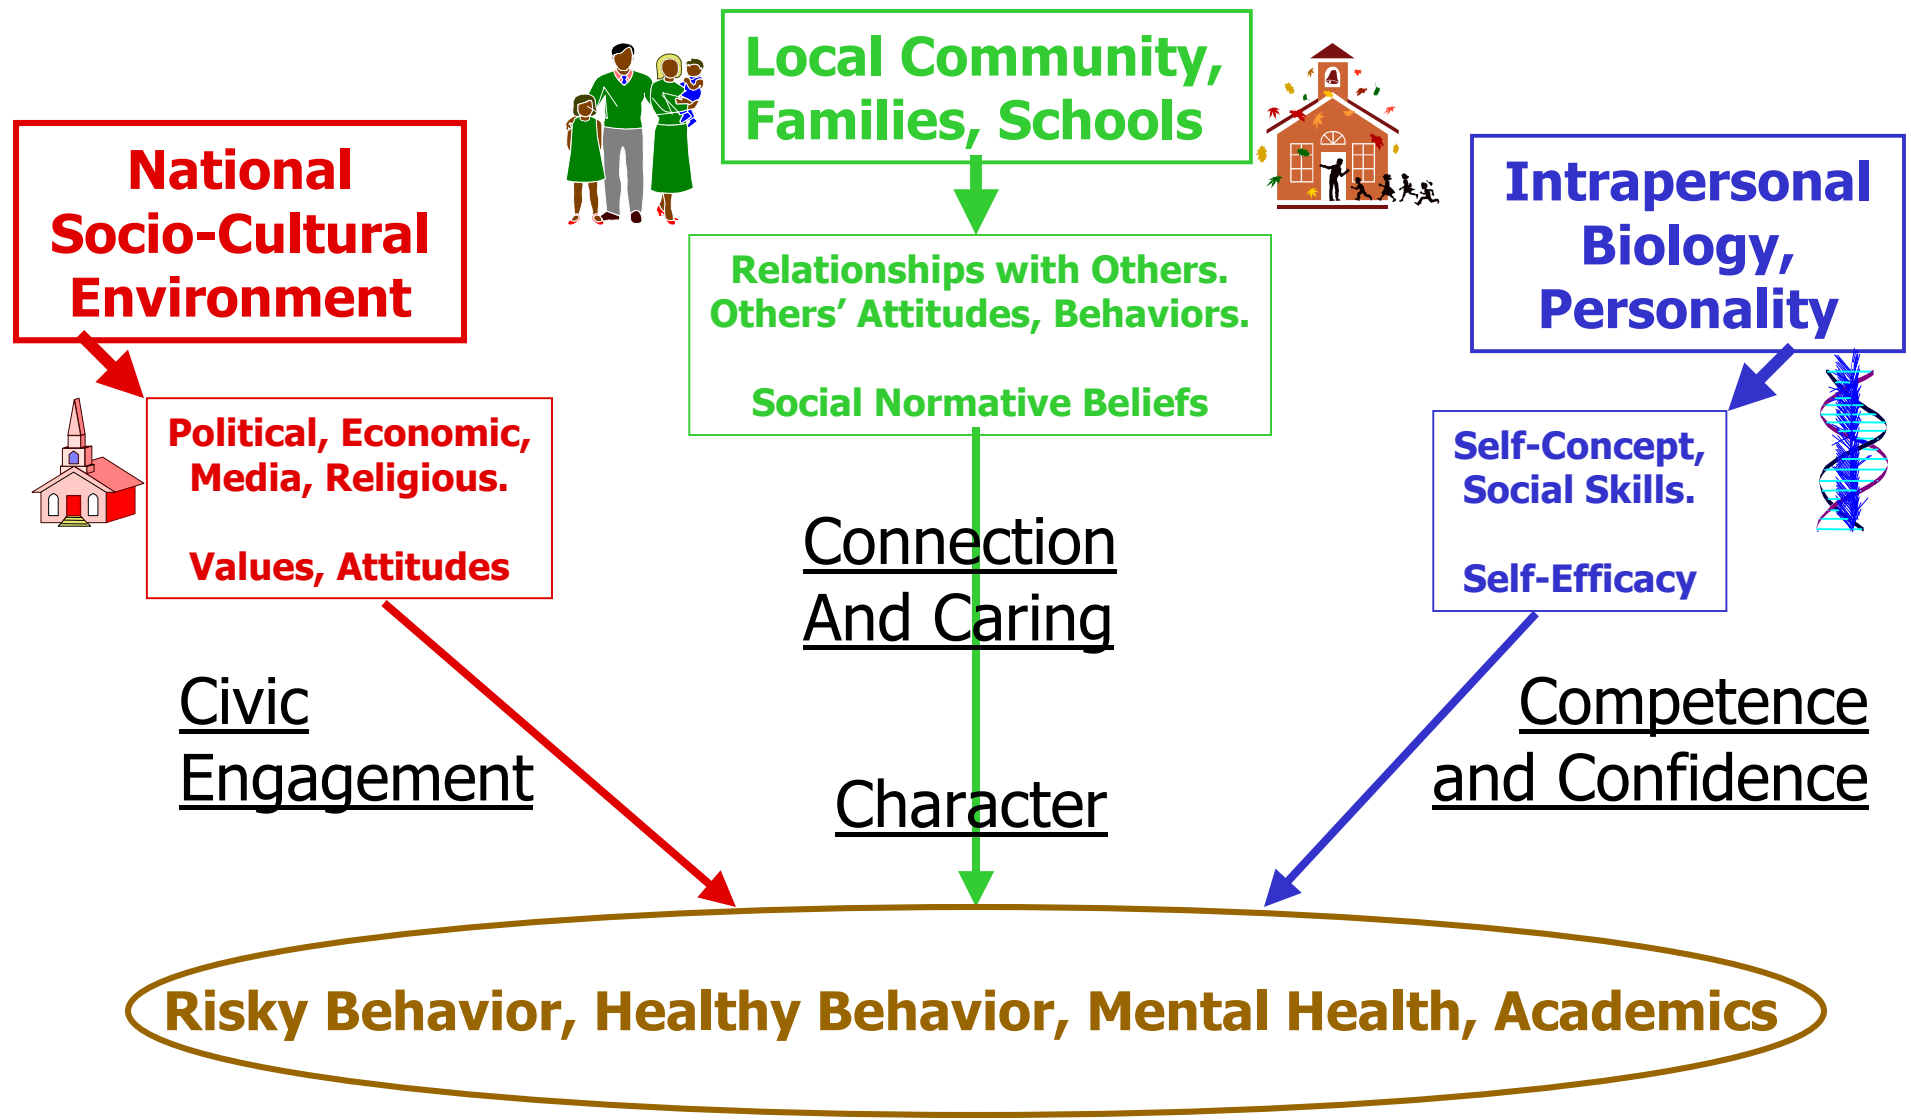 Local Community,
Families, Schools
National
Socio-Cultural
Environment
Intrapersonal
Biology,
Personality
Relationships with Others.
Others’ Attitudes, Behaviors.
Social Normative Beliefs
Political, Economic,
Media, Religious.
Values, Attitudes
Self-Concept,
Social Skills.
Self-Efficacy
Connection
And Caring
Civic
Engagement
Competence
and Confidence
Character
Risky Behavior, Healthy Behavior, Mental Health, Academics